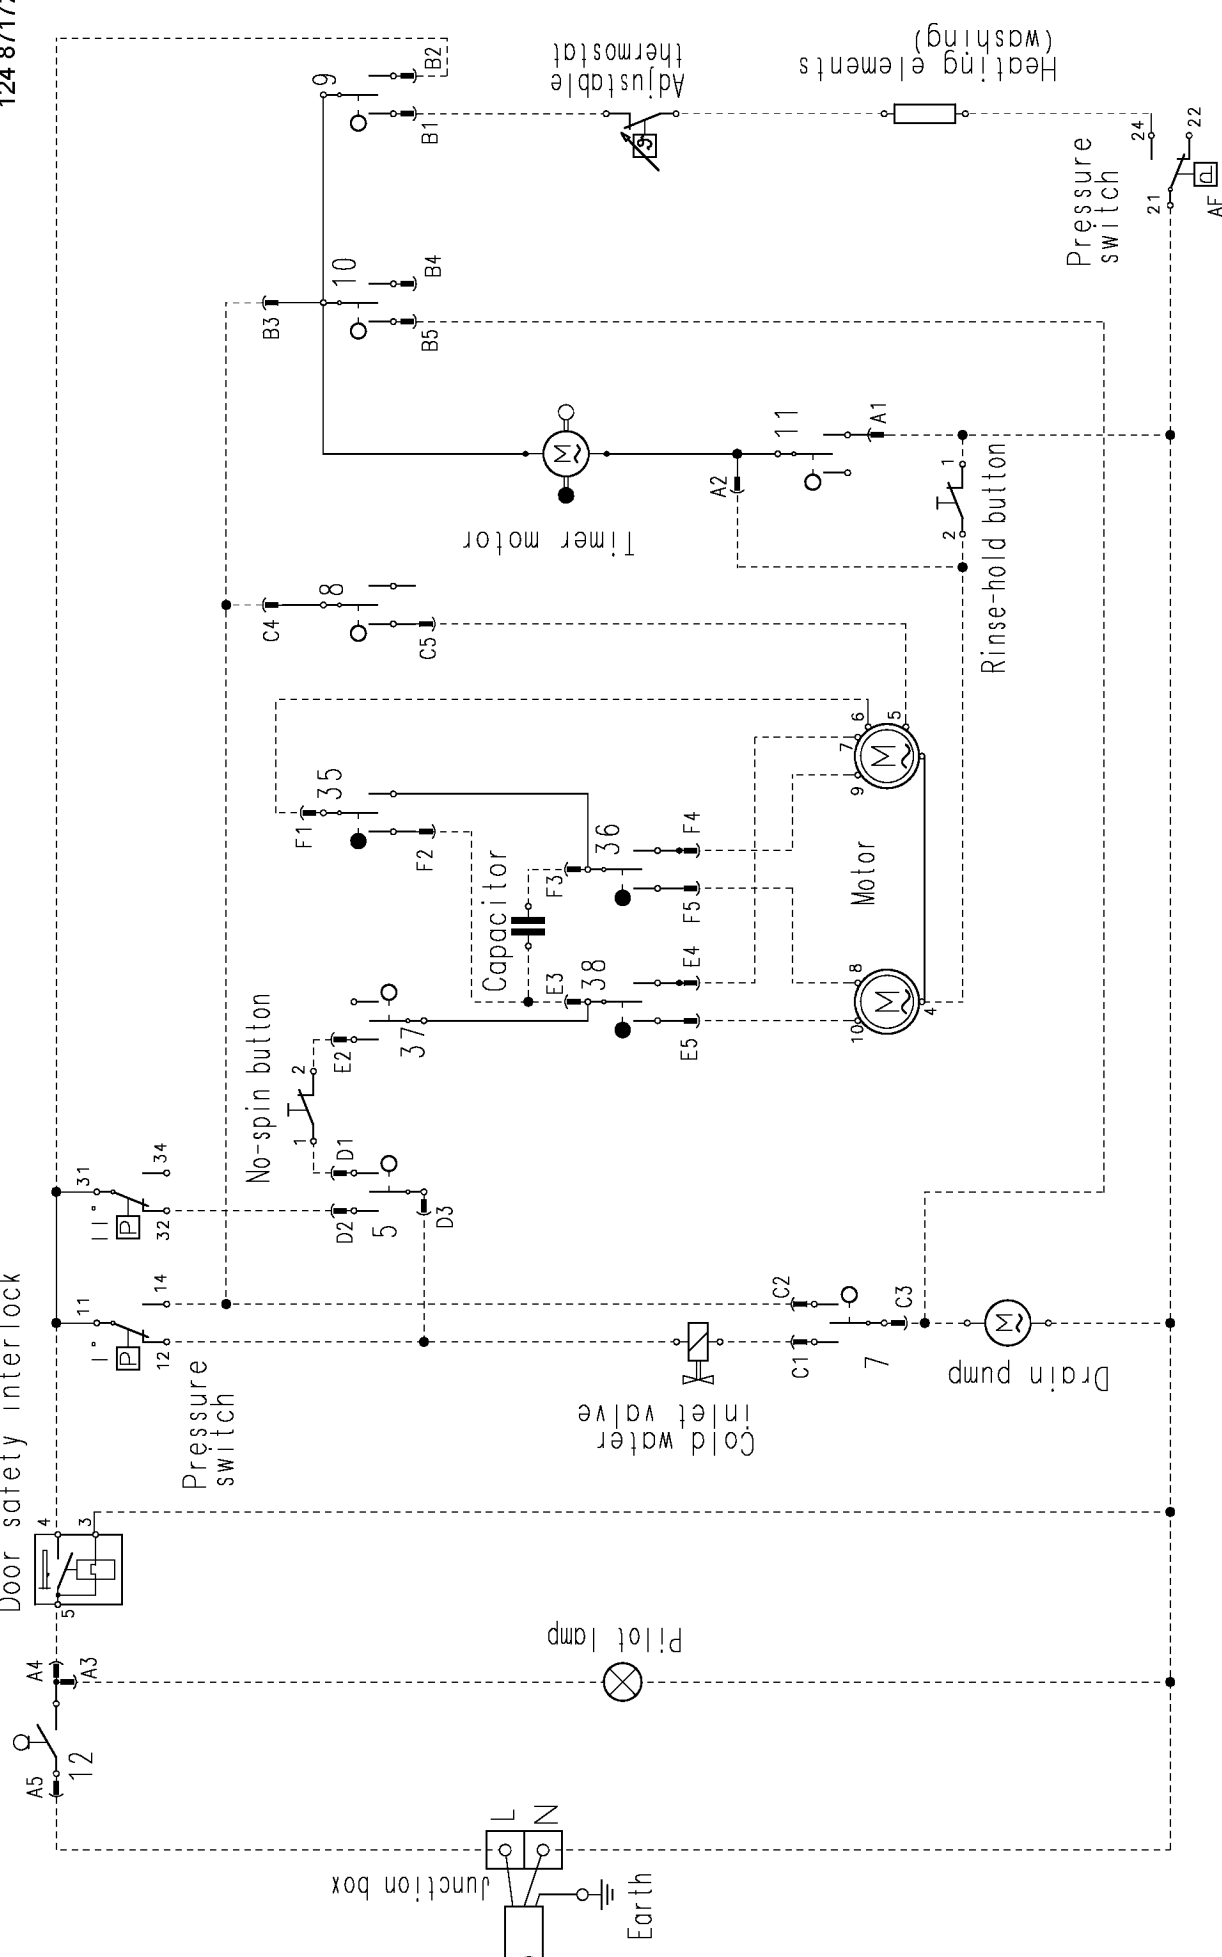 124 8717
Door safety interlock
Adjustable
thermostat
Heating elements
(washing)
9
B2
B1
9
24
22
21
AF
Pressure
switch
10
B3
B4
B5
Timer motor
M
11
A1
A2
1
2
Rinse-hold button
8
C4
C5
35
F1
F2
Capacitor
F3
36
F4
F5
E3
38
E4
E5
6
5
7
9
M
Motor
8
10
4
M
No-spin button
1
2
E2
37
D1
D2
5
D3
31
34
32
II°
P
11
14
12
I°
P
Pressure
switch
Cold water
inlet valve
C2
C1
7
C3
M
Drain pump
4
3
5
Pilot lamp
A4
A3
A5
12
L
N
Junction box
Earth